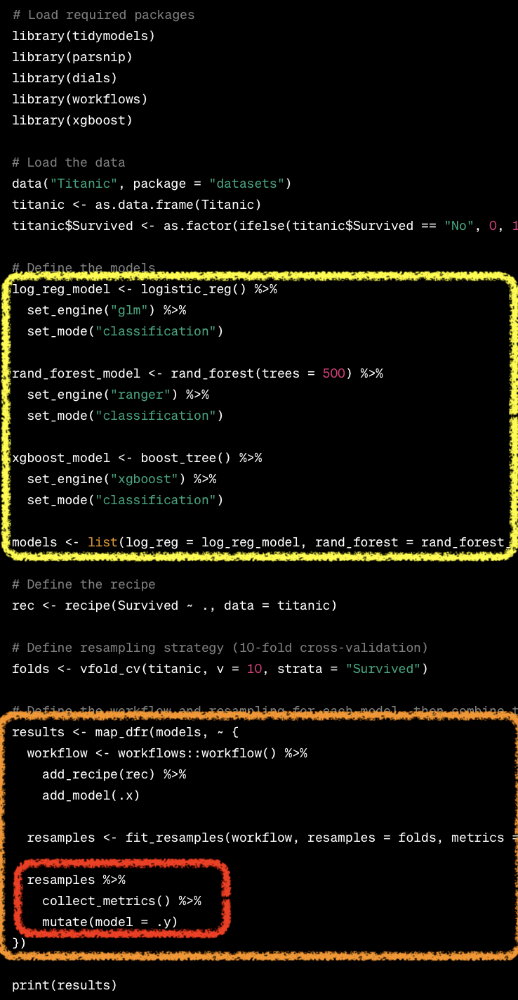 # Load required packages
library(tidymodels)
library(parsnip)
library(dials)
library(workflows)
library(xgboost)
# Load the data
data("Titanic", package = "datasets")
titanic <- as.data.frame(Titanic)
titanic$Survived <- as.factor(ifelse(titanic$Survived == "No", 0, 1
# Define the models
log_reg_model <- logistic_reg() %>%
  set_engine("glm") %>%
  set_mode("classification")
rand_forest_model <- rand_forest(trees = 500) %>%
  set_engine("ranger") %>%
  set_mode("classification")
xgboost_model <- boost_tree() %>%
  set_engine("xgboost") %>%
  set_mode("classification")
models <- list(log_reg = log_reg_model, rand_forest = rand_forest_
# Define the recipe
rec <- recipe(Survived ~ ., data = titanic)
# Define resampling strategy (10-fold cross-validation)
folds <- vfold_cv(titanic, v = 10, strata = "Survived")
# Define the workflow and resampling for each model, then combine t
results <- map_dfr(models, ~ {
  workflow <- workflows::workflow() %>%
    add_recipe(rec) %>%
    add_model(.x)
  resamples <- fit_resamples(workflow, resamples = folds, metrics =
  resamples %>%
    collect_metrics() %>%
    mutate(model = .y)
})
print(results)